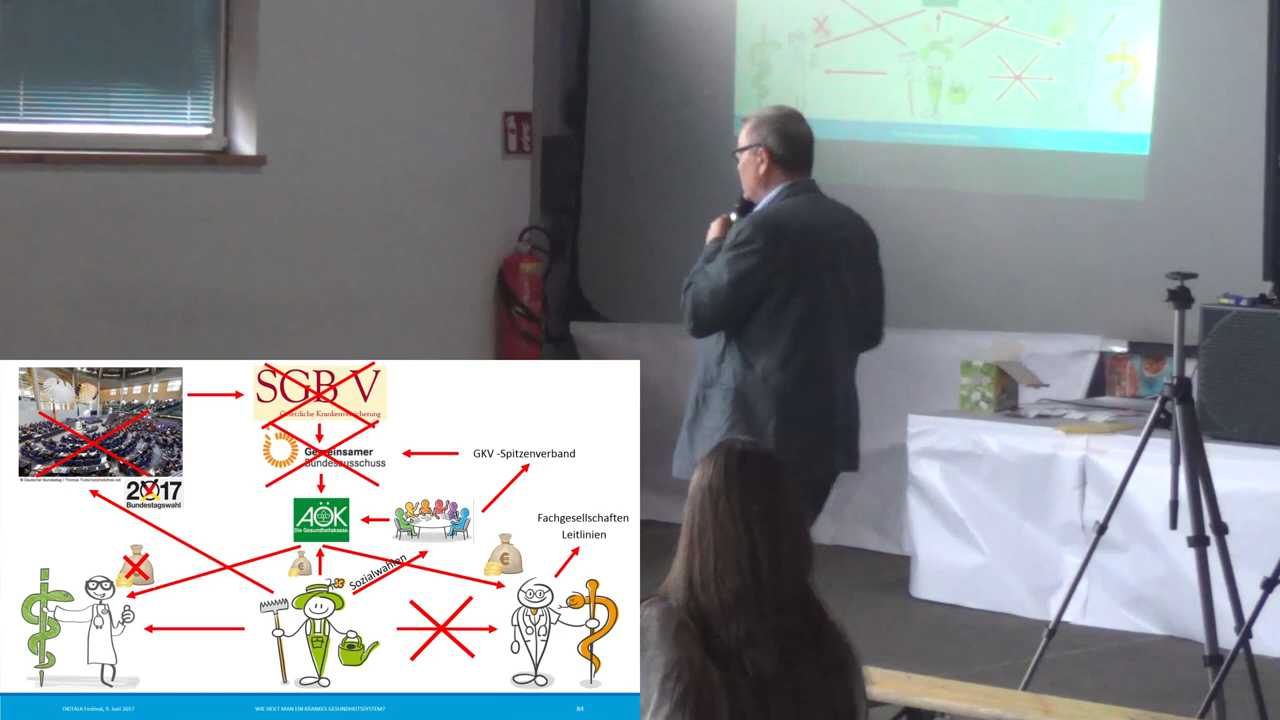 SGB V
Gesetzliche Krankenversicherung
Gemeinsamer
Bundesausschuss
GKV -Spitzenverband
© Deutscher Bundestag / Thomas Trutschel/photothek.net
2017
Bundestagswahl
AOK
Die Gesundheitskasse.
Fachgesellschaften
Leitlinien
Sozialwahlen
€
€
ÖKITALK Festival, 9. Juni 2017
WIE HEILT MAN EIN KRANKES GESUNDHEITSSYSTEM?
84